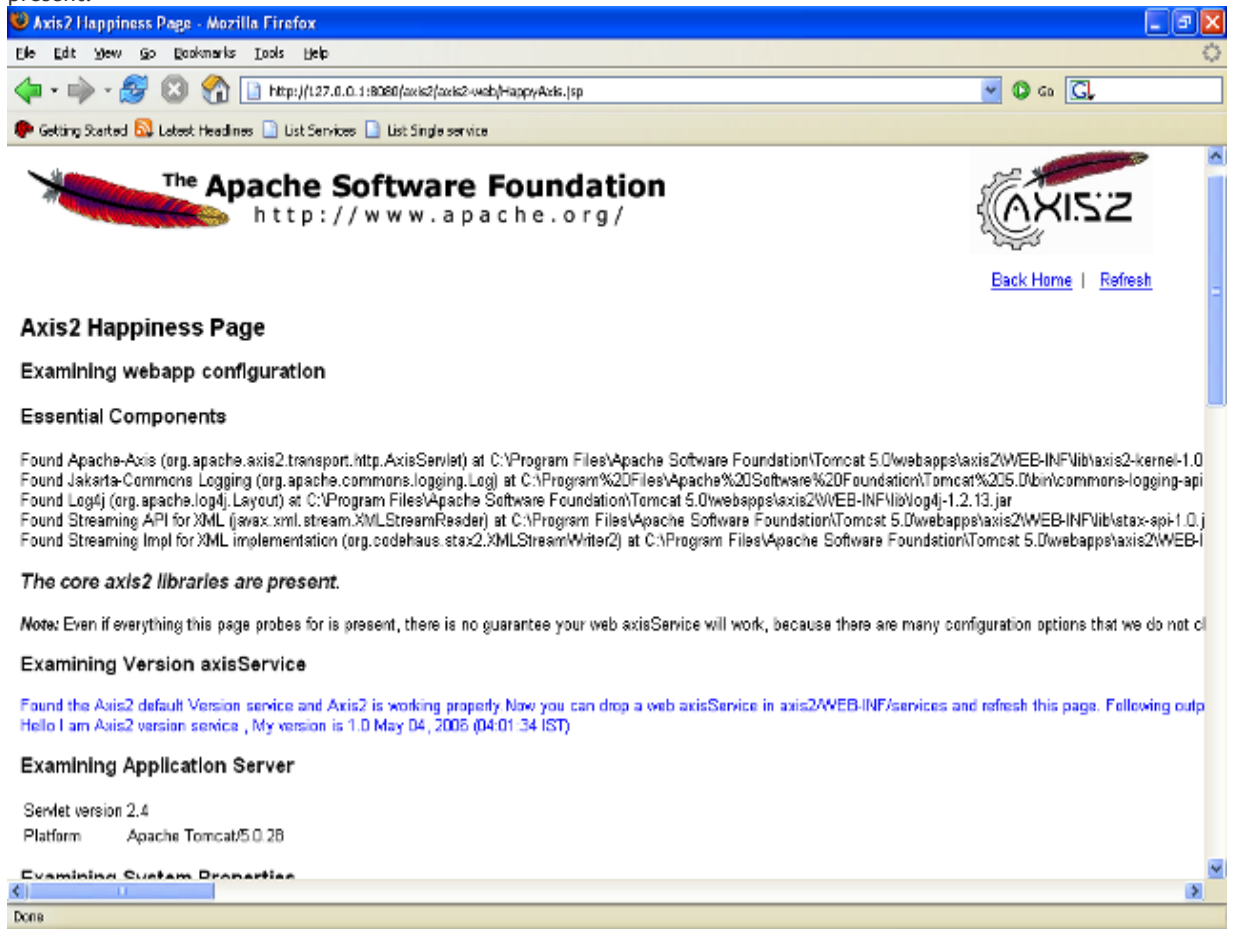 present.
Axis2 Happiness Page - Mozilla Firefox
File Edit View Go Bookmarks Tools Help
http://127.0.0.1:8080/axis2/axis2-web/HappyAxis.jsp
Go
G
Getting Started Latest Headlines List Services List Single service
The Apache Software Foundation
http://www.apache.org/
AXIS2
Back Home | Refresh
Axis2 Happiness Page
Examining webapp configuration
Essential Components
Found Apache-Axis (org.apache.axis2.transport.http.AxisServlet) at C:\Program Files\Apache Software Foundation\Tomcat 5.0\webapps\axis2\WEB-INF\lib\axis2-kernel-1.0
Found Jakarta-Commons Logging (org.apache.commons.logging.Log) at C:\Program%20Files\Apache%20Software%20Foundation\Tomcat%205.0\bin\commons-logging-api
Found Log4j (org.apache.log4j.Layout) at C:\Program Files\Apache Software Foundation\Tomcat 5.0\webapps\axis2\WEB-INF\lib\log4j-1.2.13.jar
Found Streaming API for XML (javax.xml.stream.XMLStreamReader) at C:\Program Files\Apache Software Foundation\Tomcat 5.0\webapps\axis2\WEB-INF\lib\stax-api-1.0.j
Found Streaming Impl for XML implementation (org.codehaus.stax2.XMLStreamWriter2) at C:\Program Files\Apache Software Foundation\Tomcat 5.0\webapps\axis2\WEB-I
The core axis2 libraries are present.
Note: Even if everything this page probes for is present, there is no guarantee your web axisService will work, because there are many configuration options that we do not cl
Examining Version axisService
Found the Axis2 default Version service and Axis2 is working properly Now you can drop a web axisService in axis2/WEB-INF/services and refresh this page. Following outp
Hello I am Axis2 version service , My version is 1.0 May 04, 2006 (04:01:34 IST)
Examining Application Server
Servlet version 2.4
Platform Apache Tomcat/5.0.28
Examining System Properties
Done